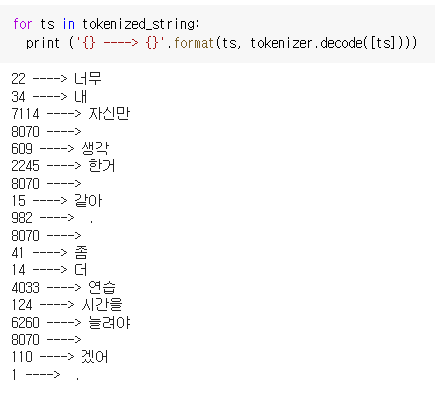 for ts in tokenized_string:
  print ('{} ----> {}'.format(ts, tokenizer.decode([ts])))
22 ----> 너무
34 ----> 내
7114 ----> 자신만
8070 ---->
609 ----> 생각
2245 ----> 한거
8070 ---->
15 ----> 같아
982 ---->  .
8070 ---->
41 ----> 좀
14 ----> 더
4033 ----> 연습
124 ----> 시간을
6260 ----> 늘려야
8070 ---->
110 ----> 겠어
1 ---->  .